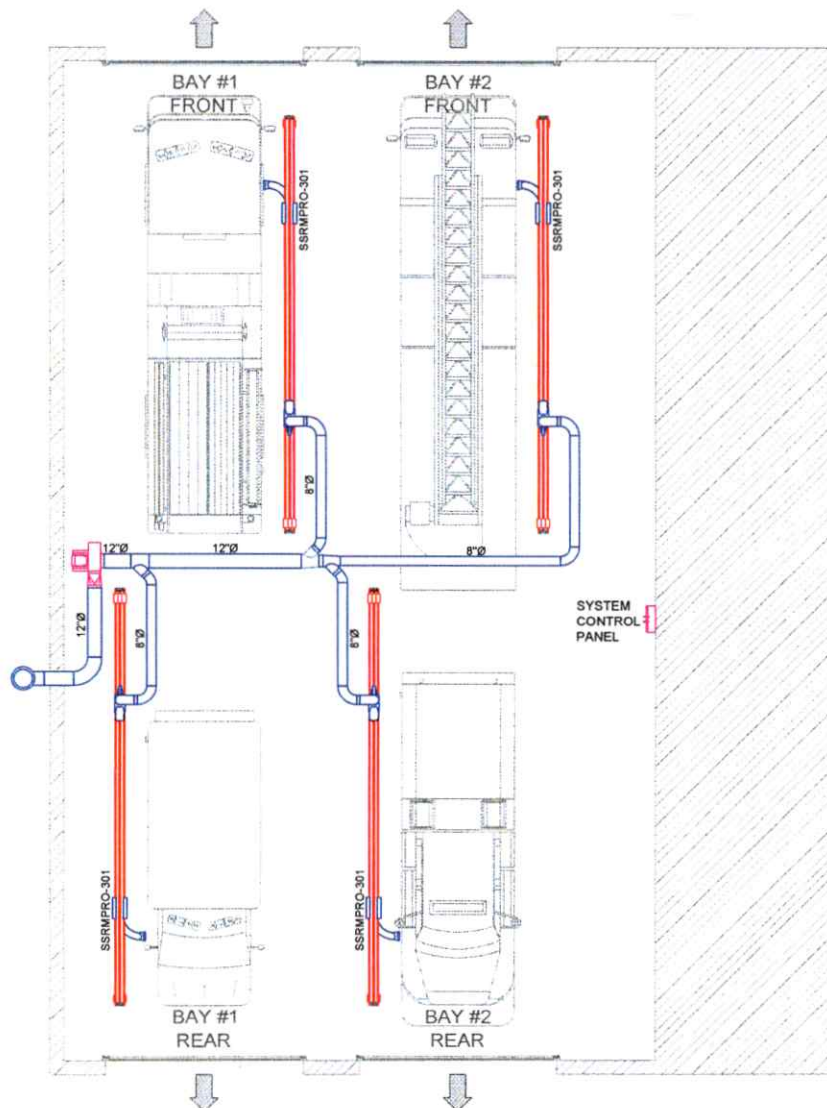 BAY #1
FRONT
BAY #2
FRONT
SSRMPRO-301
SSRMPRO-301
8"Ø
12"Ø
12"Ø
8"Ø
12"Ø
8"Ø
8"Ø
SYSTEM
CONTROL
PANEL
SSRMPRO-301
SSRMPRO-301
BAY #1
REAR
BAY #2
REAR